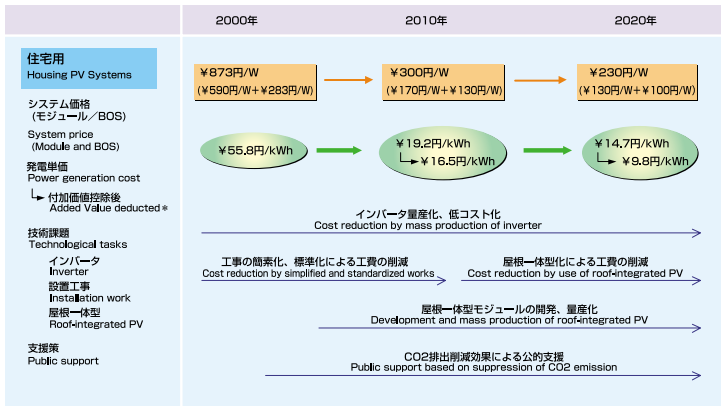 2000年
2010年
2020年
住宅用
Housing PV Systems
￥873円/W
(￥590円/W＋￥283円/W)
￥300円/W
(￥170円/W＋￥130円/W)
￥230円/W
(￥130円/W＋￥100円/W)
システム価格
(モジュール／BOS)
System price
(Module and BOS)
￥55.8円/kWh
￥19.2円/kWh
￥16.5円/kWh
￥14.7円/kWh
￥9.8円/kWh
発電単価
Power generation cost
付加価値控除後
Added Value deducted＊
インバータ量産化、低コスト化
Cost reduction by mass production of inverter
技術課題
Technological tasks
インバータ
Inverter
工事の簡素化、標準化による工費の削減
Cost reduction by simplified and standardized works
屋根一体型化による工費の削減
Cost reduction by use of roof-integrated PV
設置工事
Installation work
屋根一体型
Roof-integrated PV
屋根一体型モジュールの開発、量産化
Development and mass production of roof-integrated PV
支援策
Public support
CO2排出削減効果による公的支援
Public support based on suppression of CO2 emission